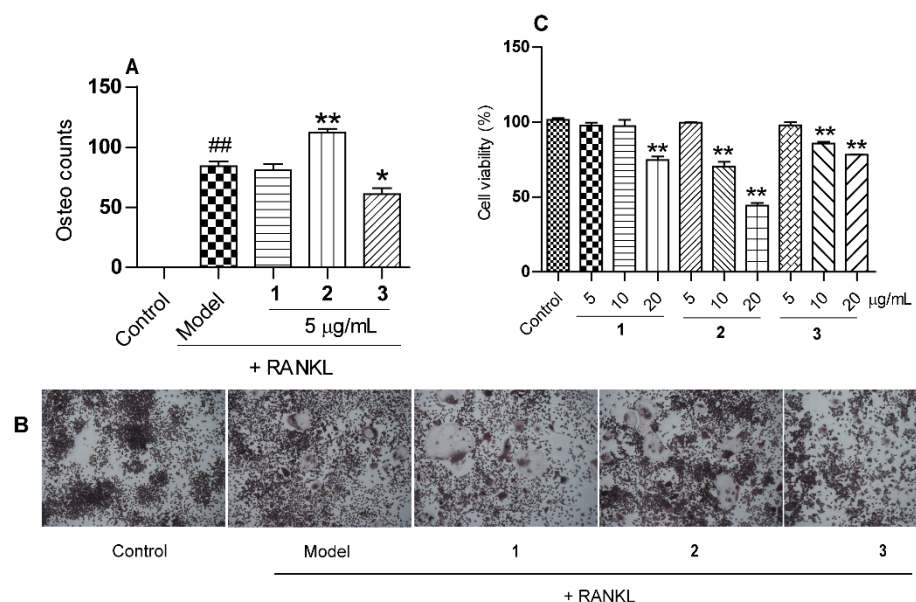 A
Osteo counts
150
100
50
0
##
**
*
Control
Model
1 2 3
5 μg/mL
+ RANKL
C
Cell viability (%)
150
100
50
0
**
**
**
**
**
Control
5 10 20 5 10 20 5 10 20 μg/mL
1 2 3
B
Control Model 1 2 3
+ RANKL